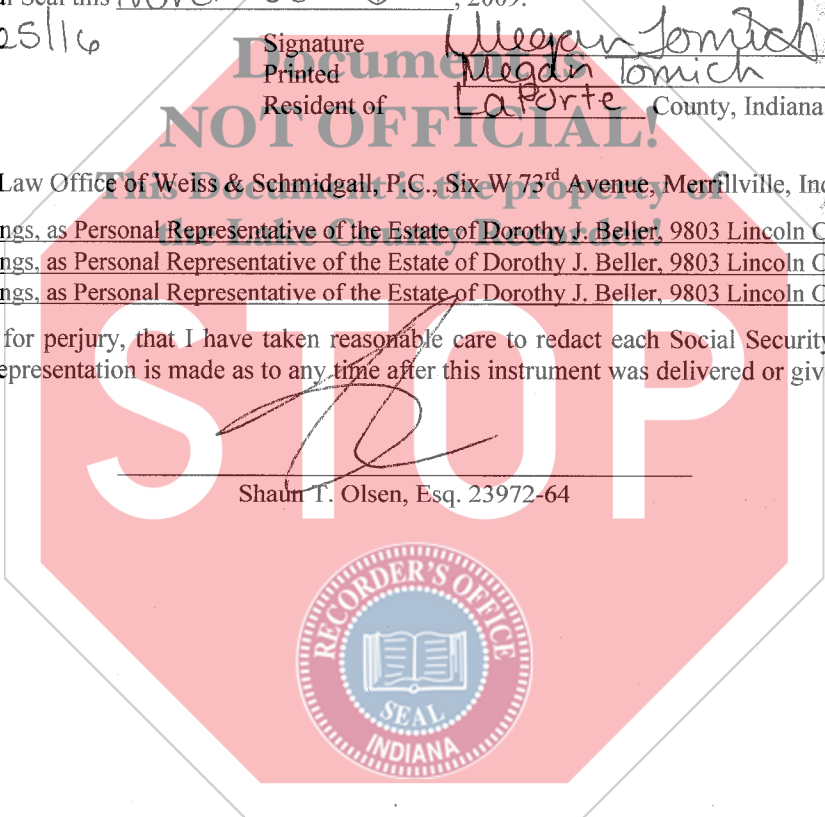 Seal this Nove , 2009.
25/16
Signature Megan Tomich
Printed Megan Tomich
Resident of LaPorte County, Indiana
Document is
NOT OFFICIAL!
This Document is the property of
the Lake County Recorder!
Law Office of Weiss & Schmidgall, P.C., Six W 73rd Avenue, Merrillville, Ind
ngs, as Personal Representative of the Estate of Dorothy J. Beller, 9803 Lincoln C
ngs, as Personal Representative of the Estate of Dorothy J. Beller, 9803 Lincoln C
ngs, as Personal Representative of the Estate of Dorothy J. Beller, 9803 Lincoln C
for perjury, that I have taken reasonable care to redact each Social Security
epresentation is made as to any time after this instrument was delivered or giv
STOP
Shaun T. Olsen, Esq. 23972-64
RECORDER'S OFFICE
SEAL
INDIANA